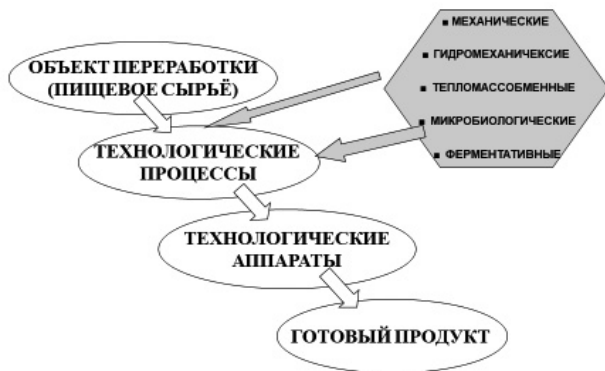 ОБЪЕКТ ПЕРЕРАБОТКИ
(ПИЩЕВОЕ СЫРЬЁ)
ТЕХНОЛОГИЧЕСКИЕ
ПРОЦЕССЫ
ТЕХНОЛОГИЧЕСКИЕ
АППАРАТЫ
ГОТОВЫЙ ПРОДУКТ
■ МЕХАНИЧЕСКИЕ
■ ГИДРОМЕХАНИЧЕКСИЕ
■ ТЕПЛОМАССОБМЕННЫЕ
■ МИКРОБИОЛОГИЧЕСКИЕ
■ ФЕРМЕНТАТИВНЫЕ